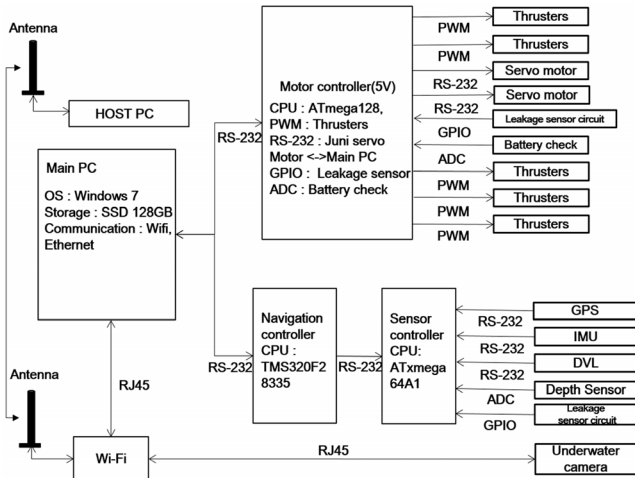 Antenna
HOST PC
Main PC
OS : Windows 7
Storage : SSD 128GB
Communication : Wifi,
Ethernet
RS-232
Motor controller(5V)
CPU : ATmega128,
PWM : Thrusters
RS-232 : Juni servo
Motor <->Main PC
GPIO : Leakage sensor
ADC : Battery check
Thrusters
PWM
Thrusters
PWM
Servo motor
RS-232
Servo motor
RS-232
Leakage sensor circuit
GPIO
Battery check
ADC
Thrusters
PWM
Thrusters
PWM
Thrusters
PWM
RS-232
Navigation
controller
CPU :
TMS320F2
8335
RS-232
Sensor
controller
CPU:
ATxmega
64A1
GPS
RS-232
IMU
RS-232
DVL
RS-232
Depth Sensor
ADC
Leakage
sensor circuit
GPIO
RJ45
Antenna
Wi-Fi
RJ45
Underwater
camera